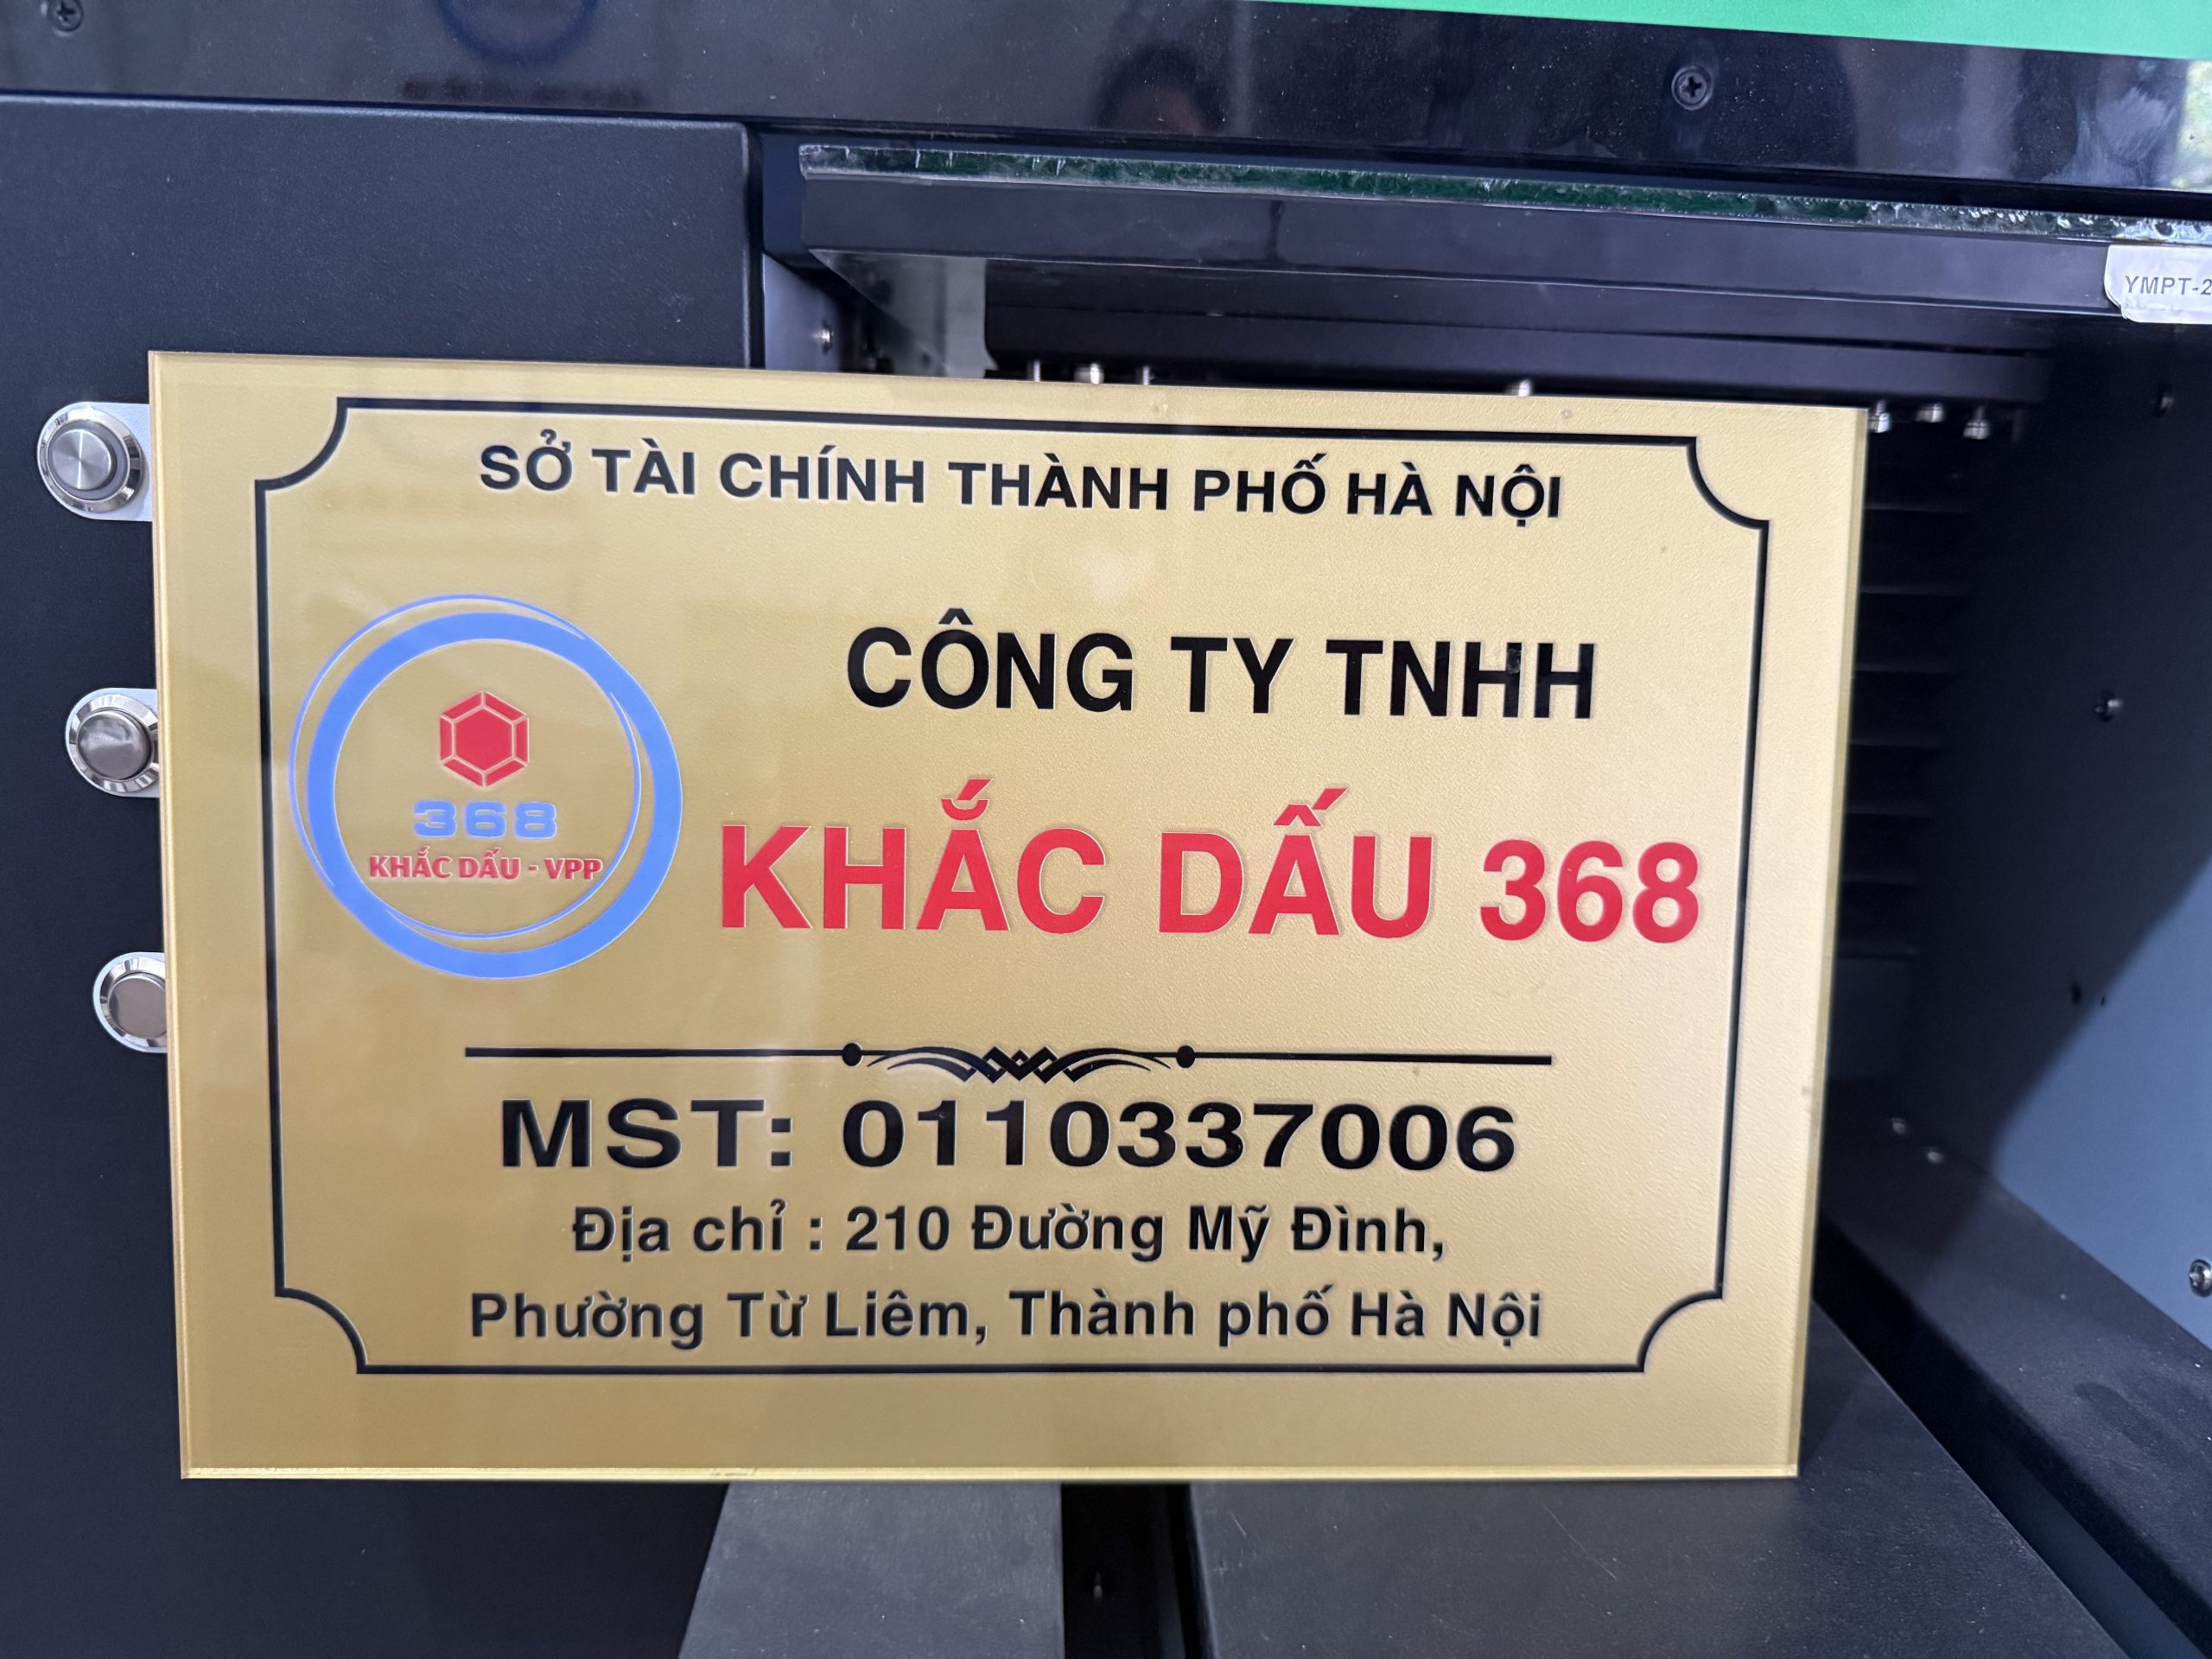 YMPT-2
SỞ TÀI CHÍNH THÀNH PHỐ HÀ NỘI
CÔNG TY TNHH
KHẮC DẤU 368
368
KHẮC DẤU - VPP
MST: 0110337006
Địa chỉ : 210 Đường Mỹ Đình,
Phường Từ Liêm, Thành phố Hà Nội